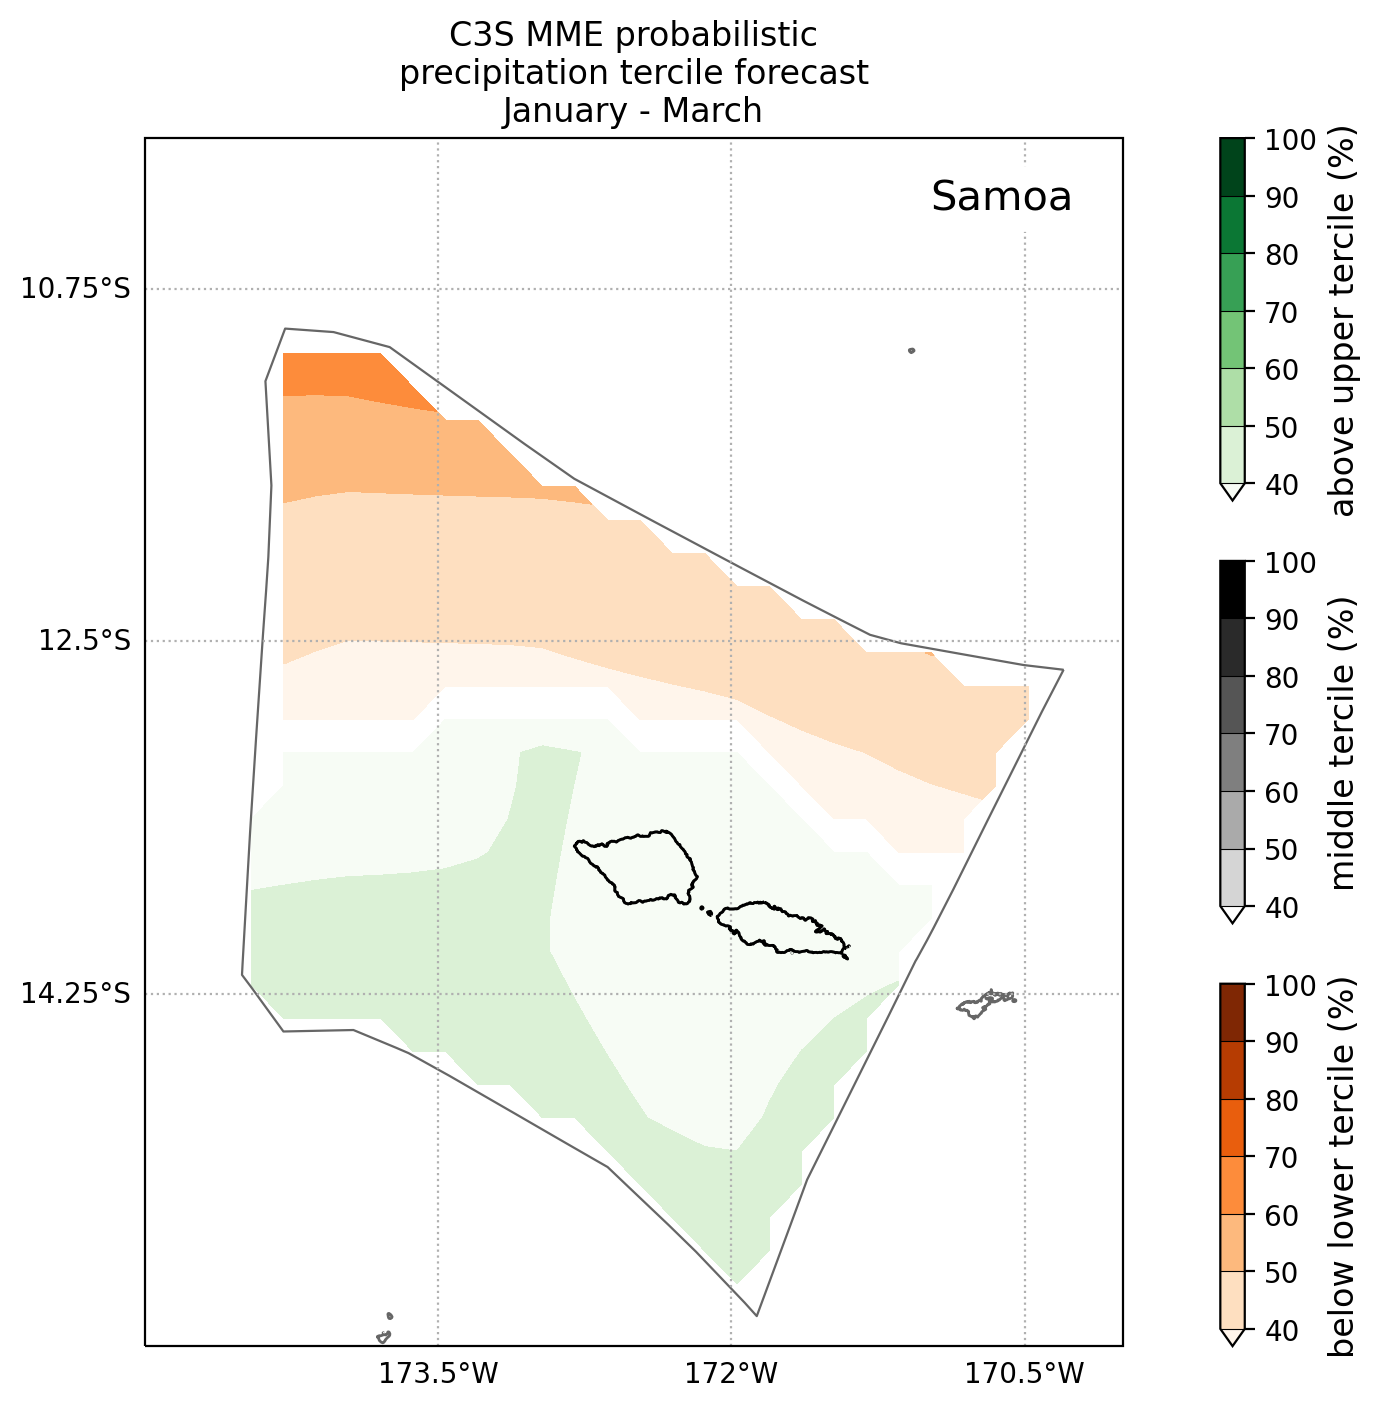 C3S MME probabilistic
precipitation tercile forecast
January - March
Samoa
10.75°S
12.5°S
14.25°S
173.5°W
172°W
170.5°W
100
90
80
70
60
50
40
above upper tercile (%)
100
90
80
70
60
50
40
middle tercile (%)
100
90
80
70
60
50
40
below lower tercile (%)